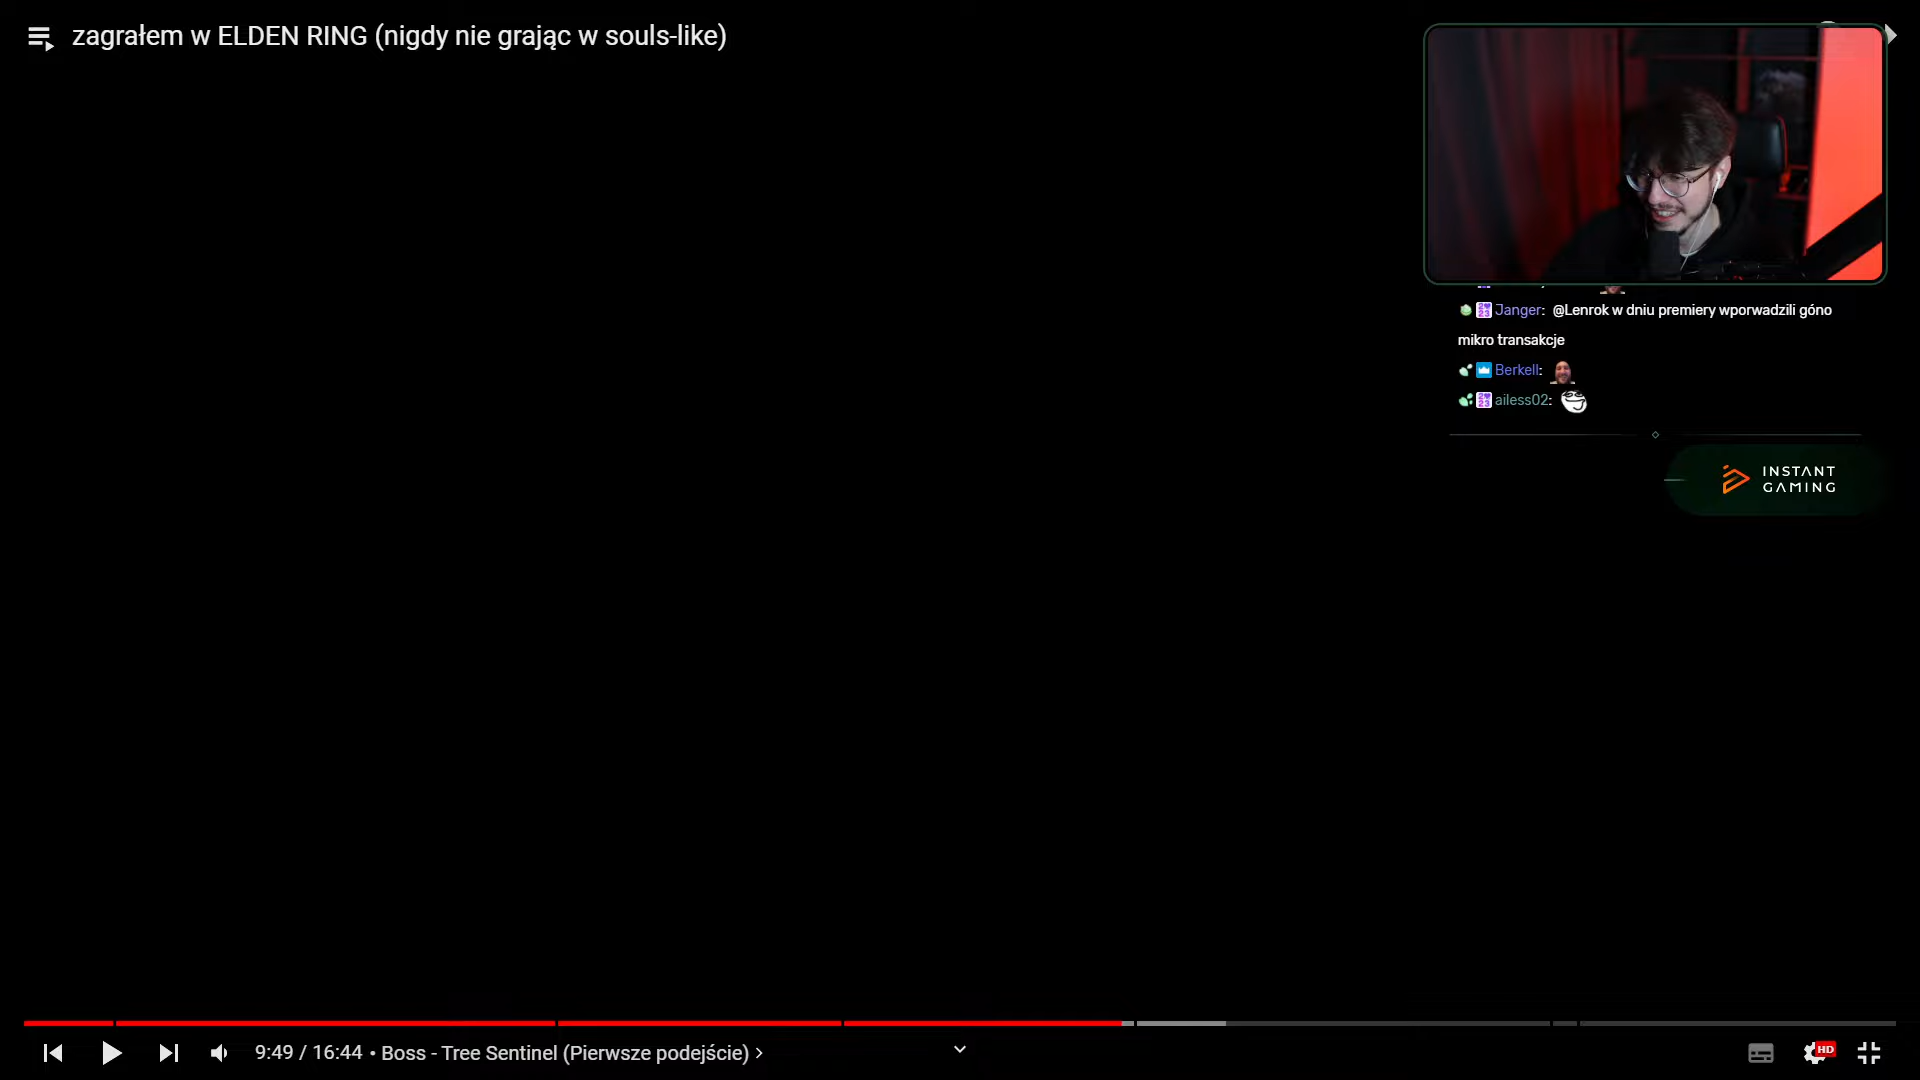 zagrałem w ELDEN RING (nigdy nie grając w souls-like)
Janger: @Lenrok w dniu premiery wporwadzili góno
mikro transakcje
Berkell:
ailess02:
INSTANT
GAMING
9:49 / 16:44 • Boss - Tree Sentinel (Pierwsze podejście)
HD